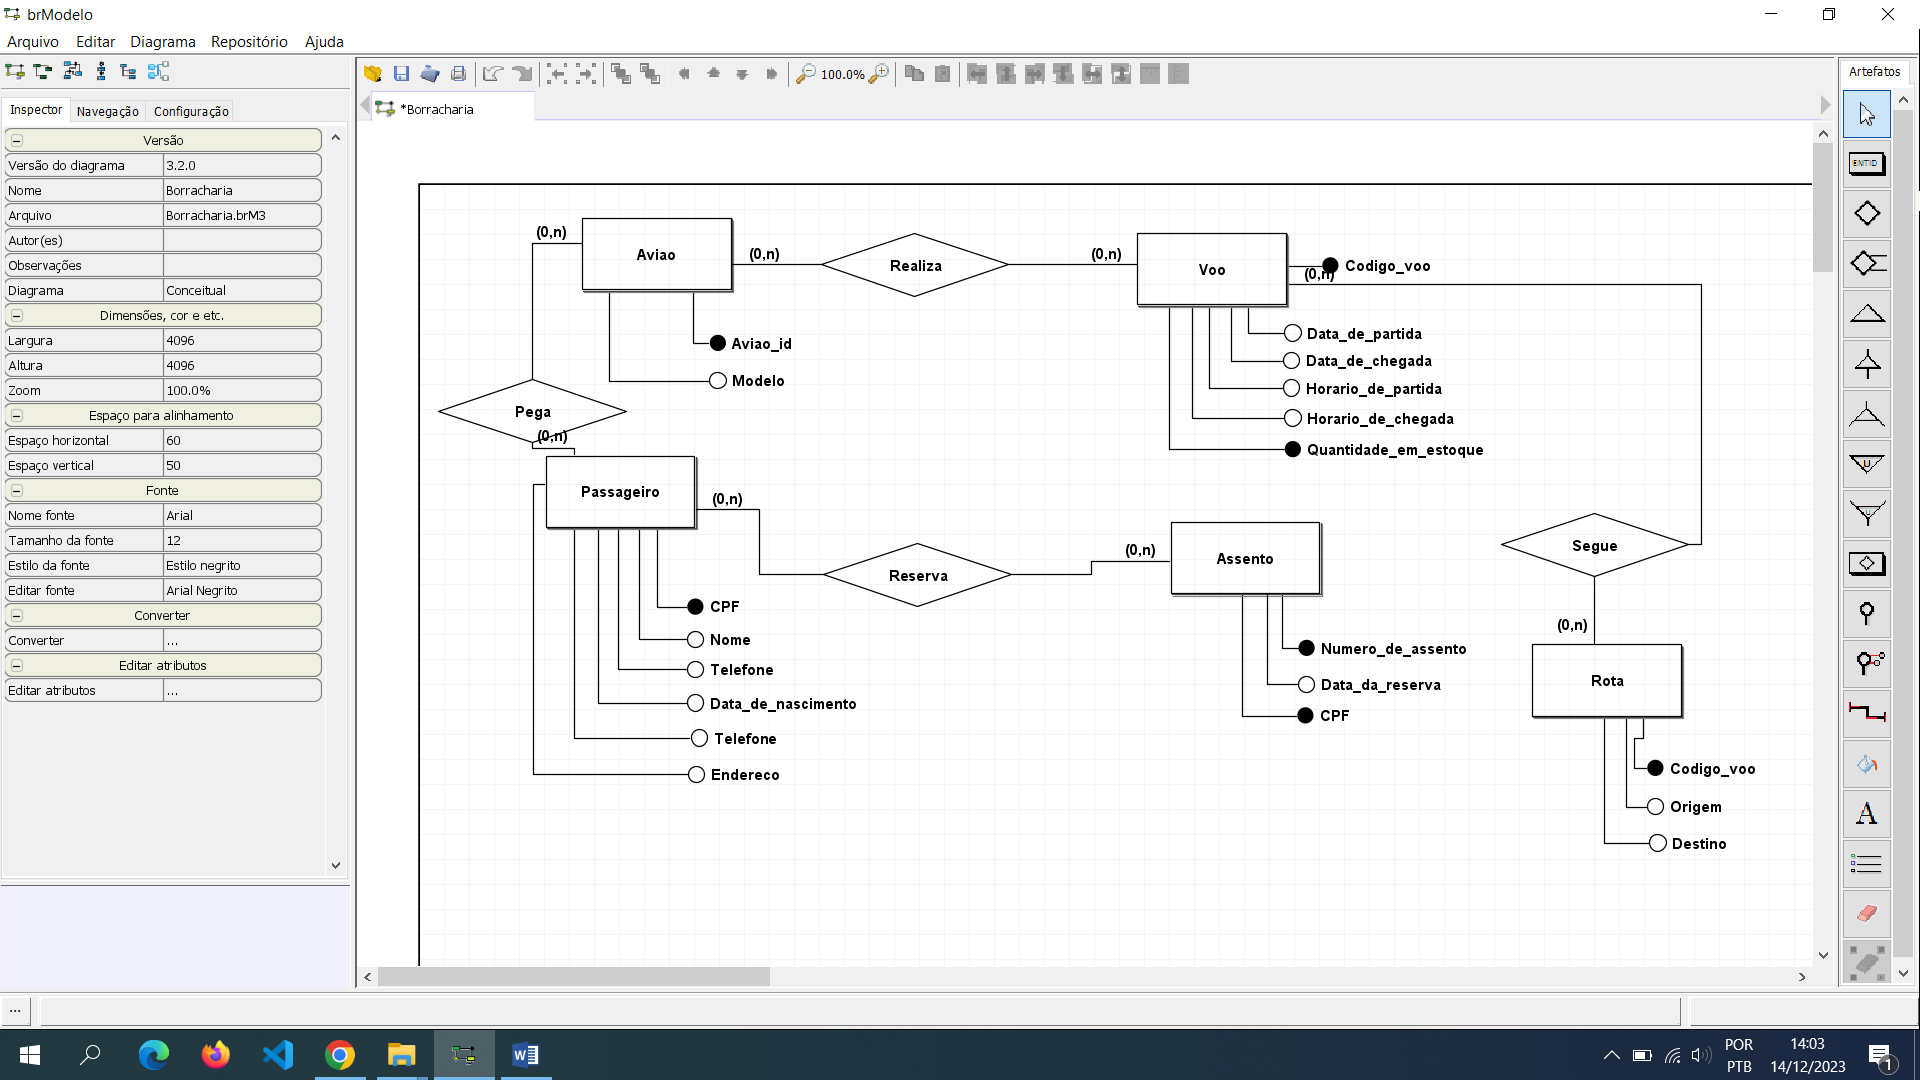 brModelo
Arquivo Editar Diagrama Repositório Ajuda
100.0%
Artefatos
Inspector Navegação Configuração
*Borracharia
Versão
Versão do diagrama 3.2.0
Nome Borracharia
Arquivo Borracharia.brM3
Autor(es)
Observações
Diagrama Conceitual
Dimensões, cor e etc.
Largura 4096
Altura 4096
Zoom 100.0%
Espaço para alinhamento
Espaço horizontal 60
Espaço vertical 50
Fonte
Nome fonte Arial
Tamanho da fonte 12
Estilo da fonte Estilo negrito
Editar fonte Arial Negrito
Converter
Converter ...
Editar atributos
Editar atributos ...
(0,n)
Aviao
(0,n)
Realiza
(0,n)
Voo
Codigo_voo
(0,n)
Aviao_id
Modelo
Data_de_partida
Data_de_chegada
Horario_de_partida
Horario_de_chegada
Quantidade_em_estoque
Pega
(0,n)
Passageiro
(0,n)
Reserva
(0,n)
Assento
Segue
(0,n)
Rota
CPF
Nome
Telefone
Data_de_nascimento
Telefone
Endereco
Numero_de_assento
Data_da_reserva
CPF
Codigo_voo
Origem
Destino
ENTID
U
A
E
...
POR
PTB
14:03
14/12/2023
1